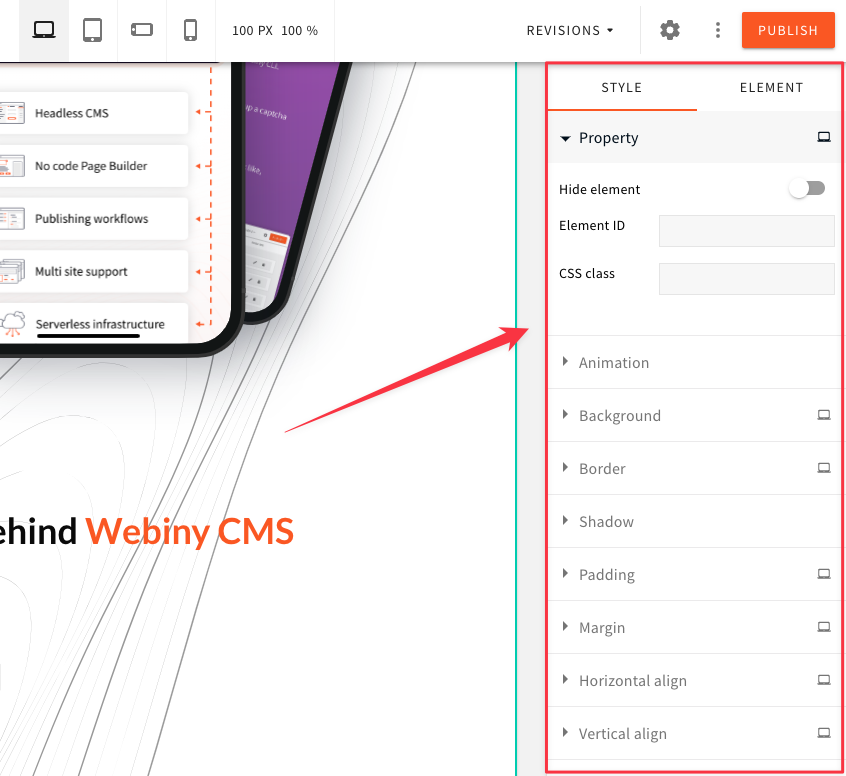 100 PX 100 %
REVISIONS
PUBLISH
STYLE
ELEMENT
Property
Hide element
Element ID
CSS class
Animation
Background
Border
Shadow
Padding
Margin
Horizontal align
Vertical align
Headless CMS
No code Page Builder
Publishing workflows
Multi site support
Serverless infrastructure
p a captcha
ehind Webiny CMS